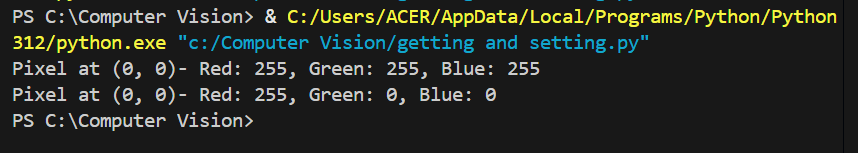 PS C:\Computer Vision> & C:/Users/ACER/AppData/Local/Programs/Python/Python
312/python.exe "c:/Computer Vision/getting and setting.py"
Pixel at (0, 0)- Red: 255, Green: 255, Blue: 255
Pixel at (0, 0)- Red: 255, Green: 0, Blue: 0
PS C:\Computer Vision>